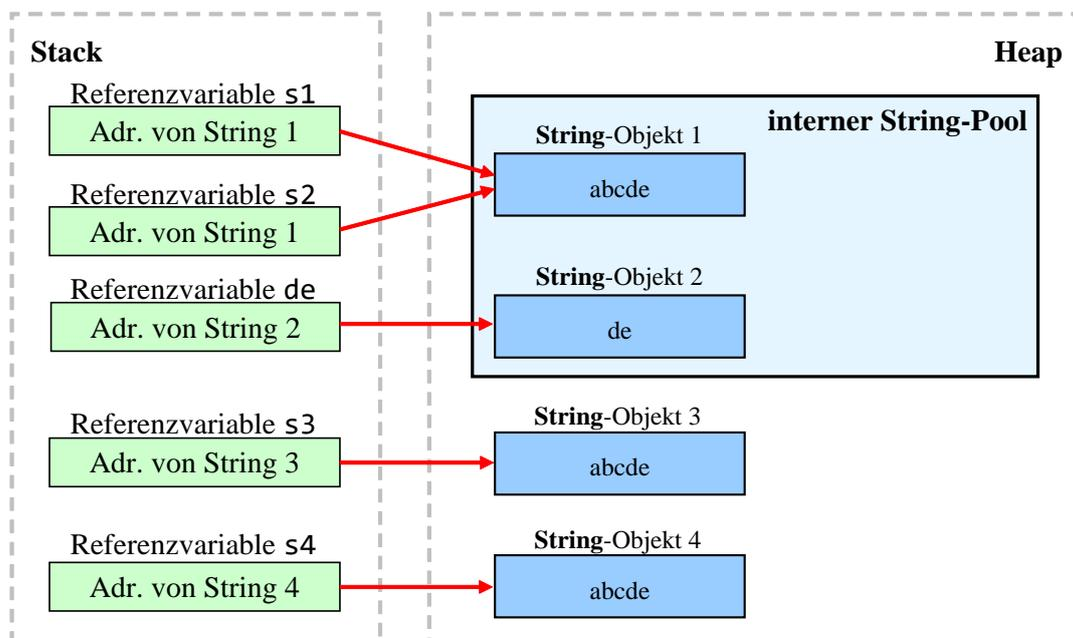 Stack
Heap
Referenzvariable s1
Adr. von String 1
Referenzvariable s2
Adr. von String 1
Referenzvariable de
Adr. von String 2
Referenzvariable s3
Adr. von String 3
Referenzvariable s4
Adr. von String 4
interner String-Pool
String-Objekt 1
abcde
String-Objekt 2
de
String-Objekt 3
abcde
String-Objekt 4
abcde